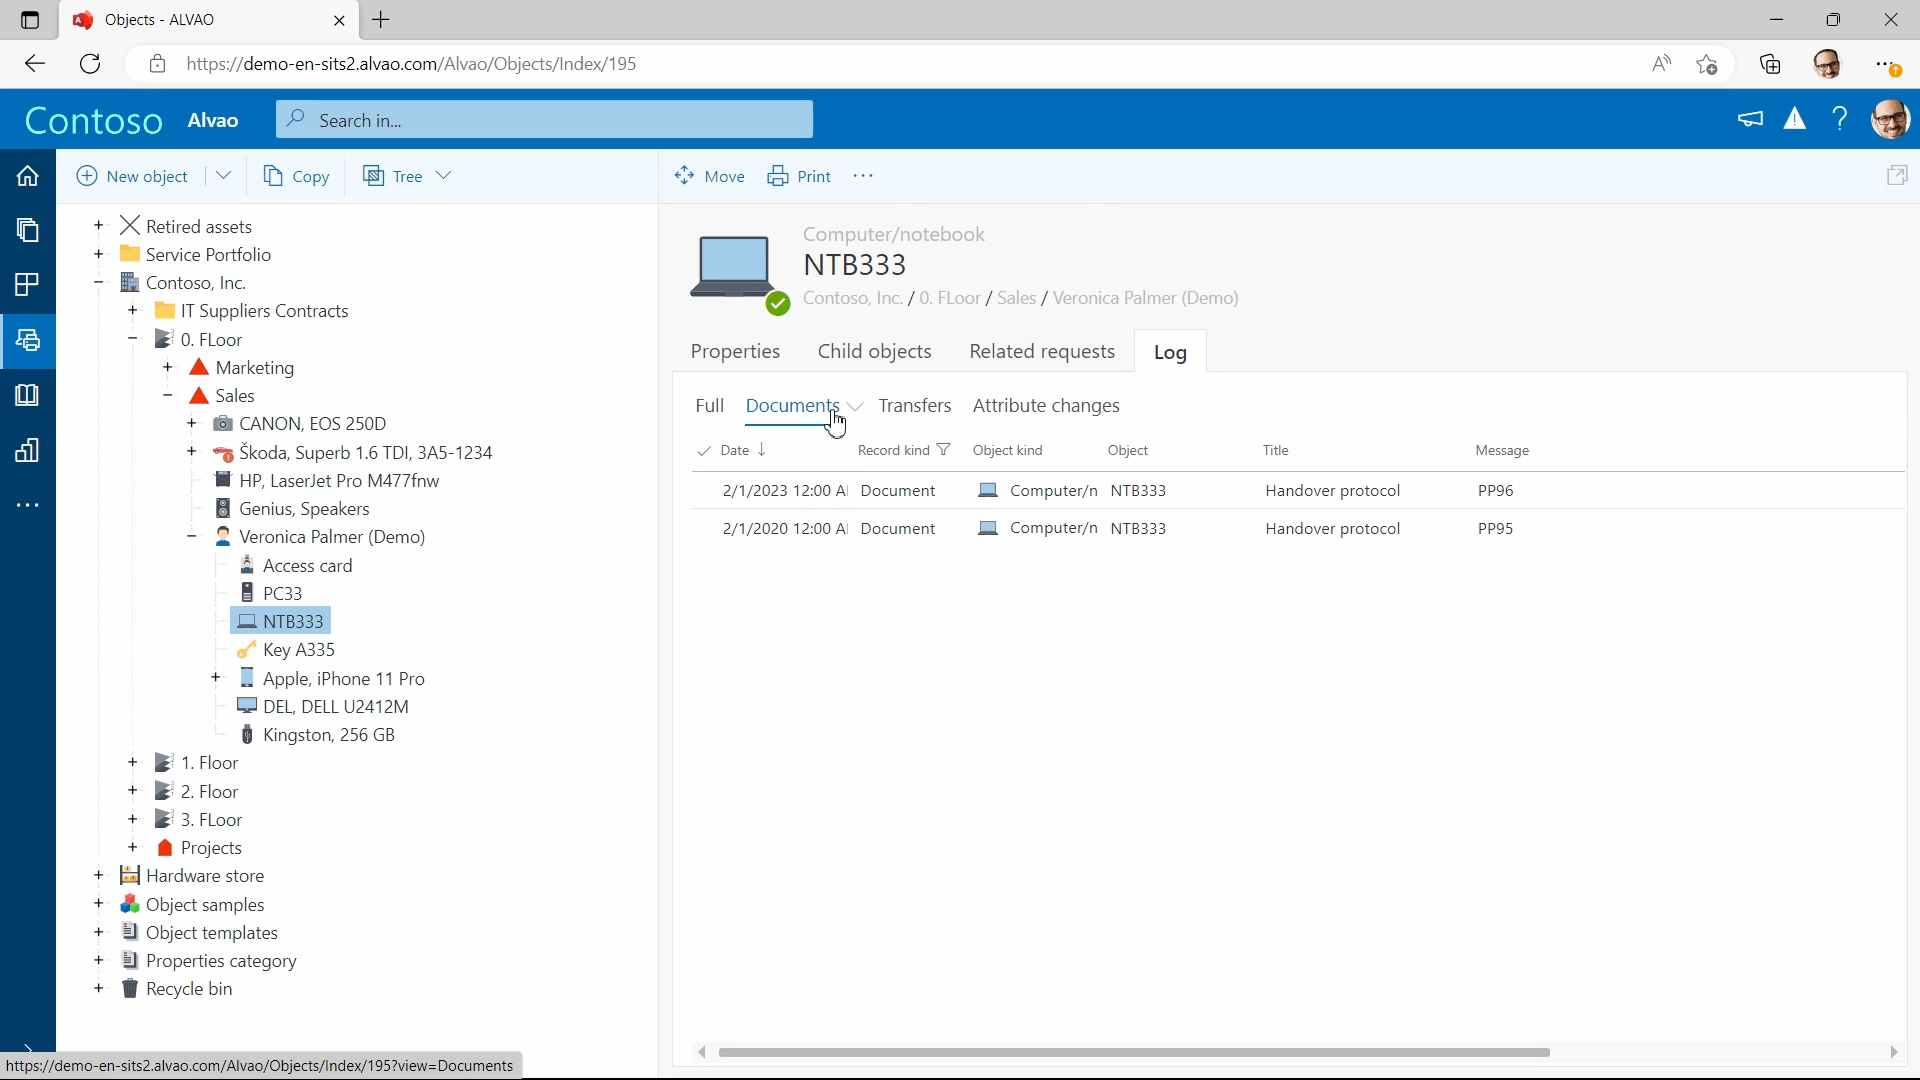 Objects - ALVAO
https://demo-en-sits2.alvao.com/Alvao/Objects/Index/195
Contoso Alvao Search in...
New object Copy Tree
Move Print
Retired assets
Service Portfolio
Contoso, Inc.
IT Suppliers Contracts
0. FLoor
Marketing
Sales
CANON, EOS 250D
Škoda, Superb 1.6 TDI, 3A5-1234
HP, LaserJet Pro M477fnw
Genius, Speakers
Veronica Palmer (Demo)
Access card
PC33
NTB333
Key A335
Apple, iPhone 11 Pro
DEL, DELL U2412M
Kingston, 256 GB
1. Floor
2. Floor
3. FLoor
Projects
Hardware store
Object samples
Object templates
Properties category
Recycle bin
Computer/notebook
NTB333
Contoso, Inc. / 0. FLoor / Sales / Veronica Palmer (Demo)
Properties Child objects Related requests Log
Full Documents Transfers Attribute changes
Date Record kind Object kind Object Title Message
2/1/2023 12:00 A Document Computer/n NTB333 Handover protocol PP96
2/1/2020 12:00 A Document Computer/n NTB333 Handover protocol PP95
https://demo-en-sits2.alvao.com/Alvao/Objects/Index/195?view=Documents